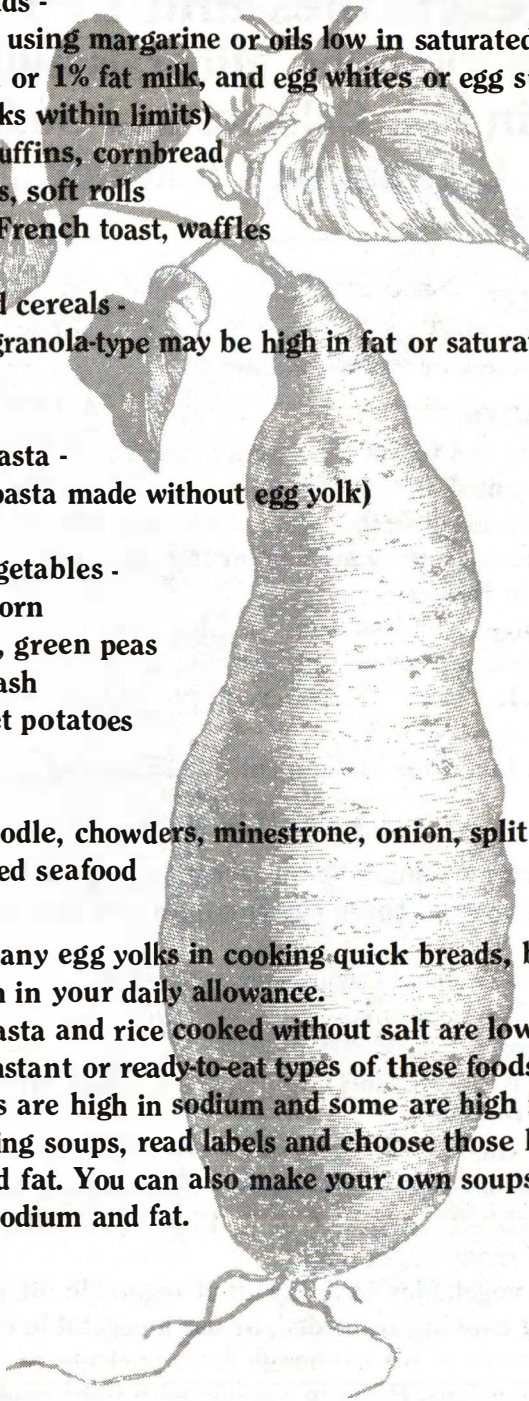 ds -
using margarine or oils low in saturated
or 1% fat milk, and egg whites or egg s
ks within limits)
uffins, cornbread
s, soft rolls
French toast, waffles
d cereals -
granola-type may be high in fat or satura
asta -
pasta made without egg yolk)
getables -
orn
, green peas
ash
et potatoes
odle, chowders, minestrone, onion, split
ed seafood
any egg yolks in cooking quick breads, b
n in your daily allowance.
asta and rice cooked without salt are low
nstant or ready-to-eat types of these foods
s are high in sodium and some are high i
ing soups, read labels and choose those l
d fat. You can also make your own soups
sodium and fat.